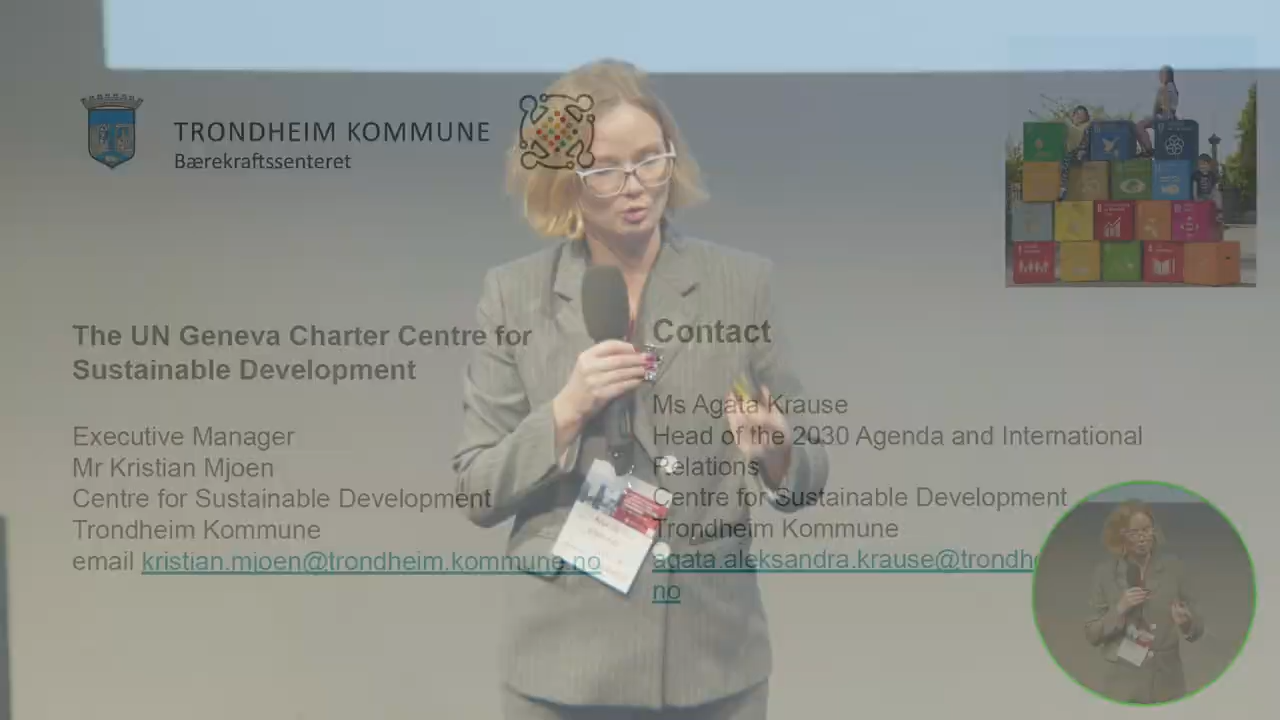 TRONDHEIM KOMMUNE
Bærekraftssenteret
The UN Geneva Charter Centre for
Sustainable Development
Executive Manager
Mr Kristian Mjoen
Centre for Sustainable Development
Trondheim Kommune
email kristian.mjoen@trondheim.kommune.no
Contact
Ms Agata Krause
Head of the 2030 Agenda and International
Relations
Centre for Sustainable Development
Trondheim Kommune
agata.aleksandra.krause@trondh
no